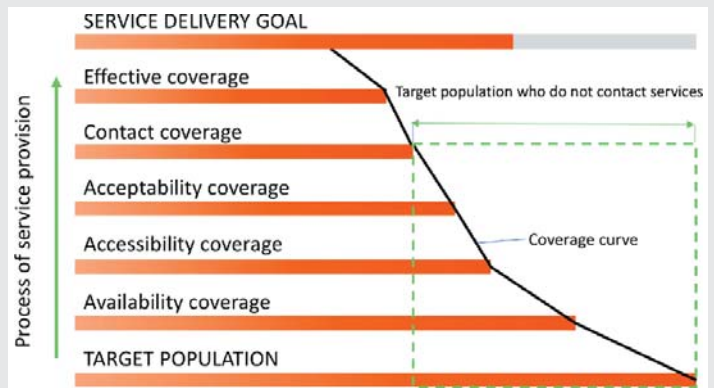 SERVICE DELIVERY GOAL
Effective coverage
Target population who do not contact services
Contact coverage
Acceptability coverage
Accessibility coverage
Coverage curve
Availability coverage
TARGET POPULATION
Process of service provision